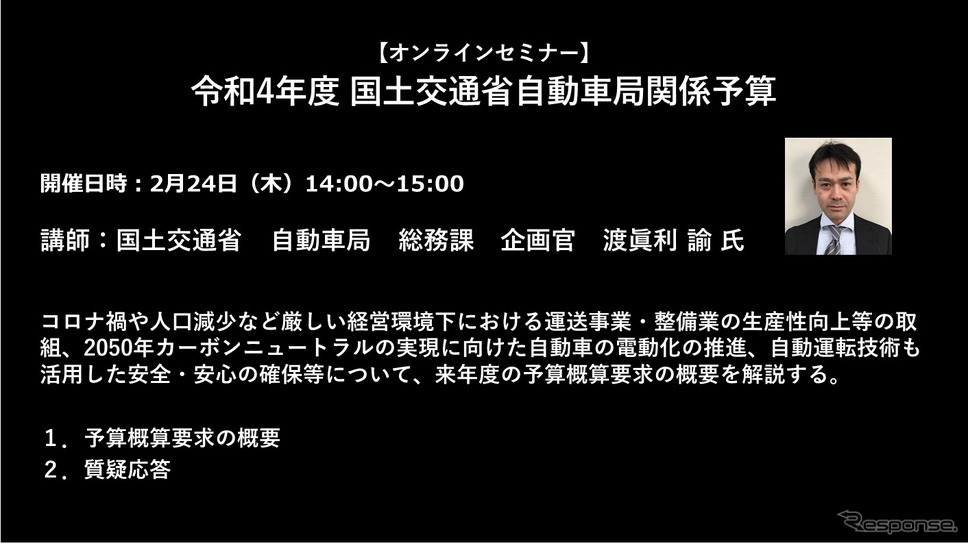 【オンラインセミナー】
令和4年度 国土交通省自動車局関係予算
開催日時：2月24日（木）14:00～15:00
講師：国土交通省　自動車局　総務課　企画官　渡眞利 諭 氏
コロナ禍や人口減少など厳しい経営環境下における運送事業・整備業の生産性向上等の取
組、2050年カーボンニュートラルの実現に向けた自動車の電動化の推進、自動運転技術も
活用した安全・安心の確保等について、来年度の予算概算要求の概要を解説する。
１．予算概算要求の概要
２．質疑応答
Response.